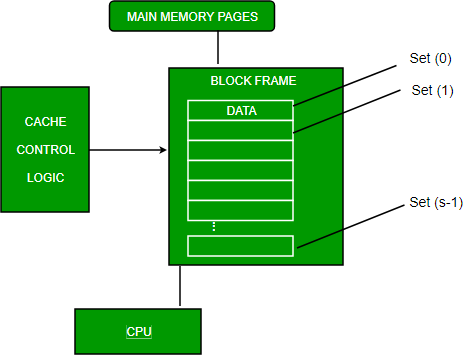 MAIN MEMORY PAGES
Set (0)
BLOCK FRAME
Set (1)
DATA
CACHE
CONTROL
LOGIC
Set (s-1)
CPU